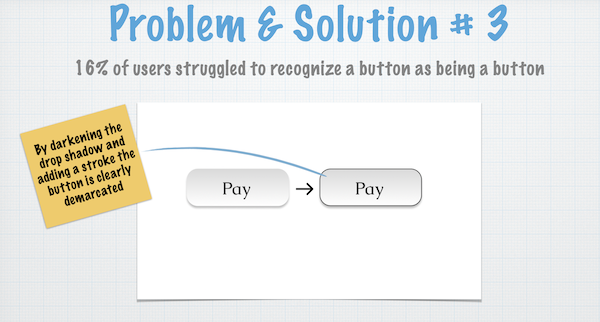 Problem & Solution # 3
16% of users struggled to recognize a button as being a button
By darkening the
drop shadow and
adding a stroke the
button is clearly
demarcated
Pay → Pay